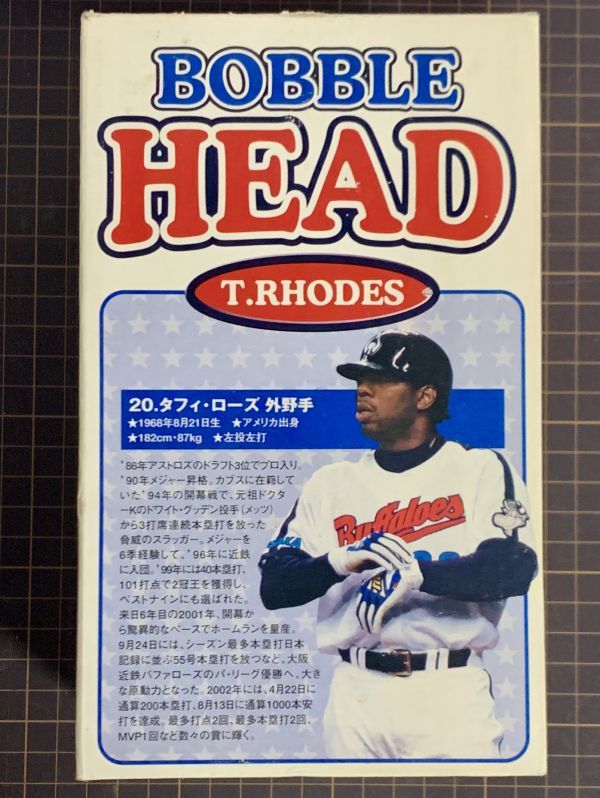 BOBBLE
HEAD
T.RHODES
20.タフィ・ローズ 外野手
★1968年8月21日生 ★アメリカ出身
★182cm・87kg ★左投左打
'86年アストロズのドラフト3位でプロ入り。
'90年メジャー昇格。カブスに在籍して
いた'94年の開幕戦で、元祖ドクタ
ーKのドワイト・グッデン投手(メッツ)
から3打席連続本塁打を放った
脅威のスラッガー。メジャーを
6季経験して、'96年に近鉄
に入団。'99年には40本塁打、
101打点で2冠王を獲得し、
ベストナインにも選ばれた。
来日6年目の2001年、開幕か
ら驚異的なペースでホームランを量産。
9月24日には、シーズン最多本塁打日本
記録に並ぶ55号本塁打を放つなど、大阪
近鉄バファローズのパ・リーグ優勝へ、大き
な原動力となった。2002年には、4月22日に
通算200本塁打、8月13日に通算1000本安
打を達成。最多打点2回、最多本塁打2回、
MVP1回など数々の賞に輝く。
Buffaloes